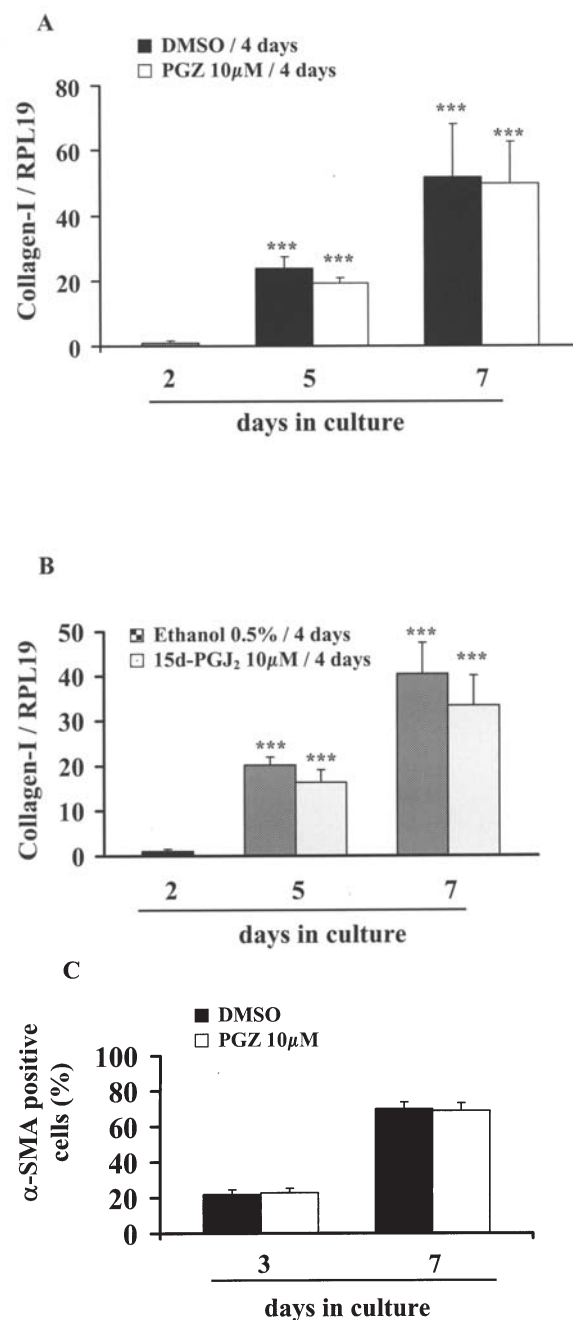 A
DMSO / 4 days
PGZ 10μM / 4 days
80
60
40
20
0
Collagen-I / RPL19
***
***
***
***
2 5 7
days in culture
B
Ethanol 0.5% / 4 days
15d-PGJ₂ 10μM / 4 days
50
40
30
20
10
0
Collagen-I / RPL19
***
***
***
***
2 5 7
days in culture
C
DMSO
PGZ 10μM
100
80
60
40
20
0
α-SMA positive
cells (%)
3 7
days in culture